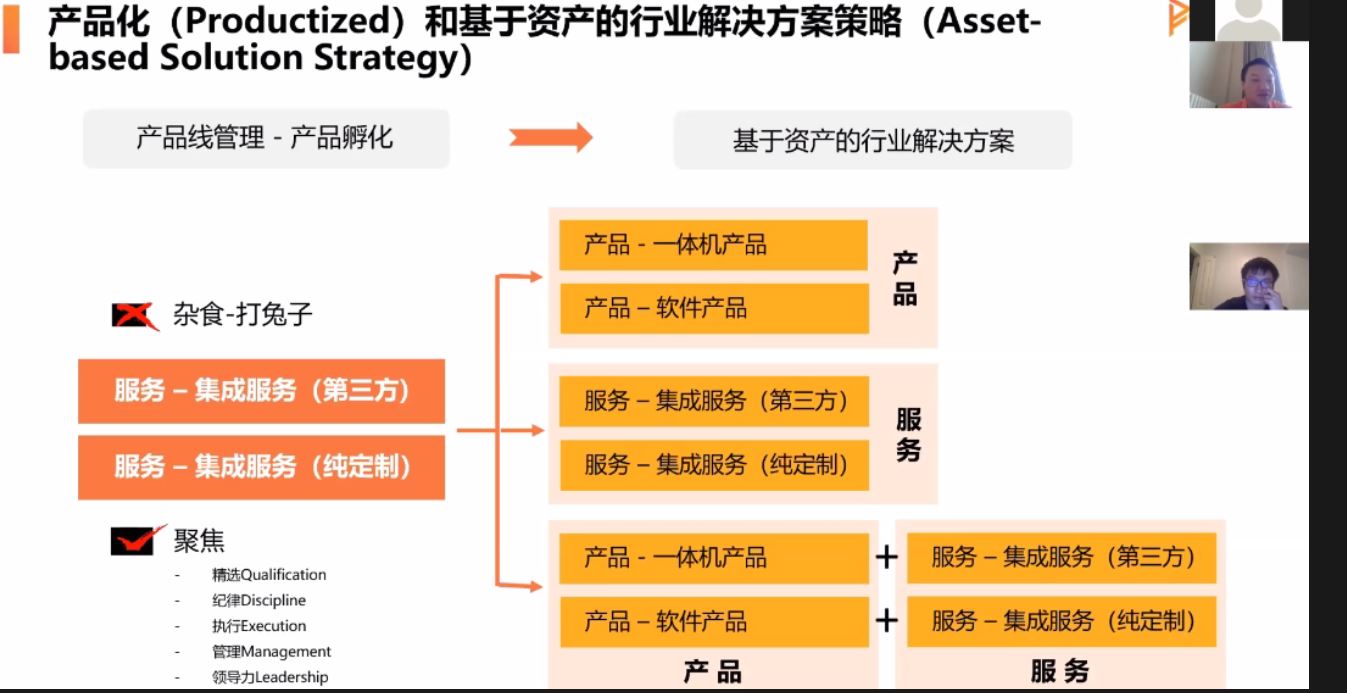 产品化（Productized）和基于资产的行业解决方案策略（Asset-
based Solution Strategy）
产品线管理 - 产品孵化
基于资产的行业解决方案
杂食-打兔子
服务 – 集成服务（第三方）
服务 – 集成服务（纯定制）
聚焦
- 精选Qualification
- 纪律Discipline
- 执行Execution
- 管理Management
- 领导力Leadership
产品 - 一体机产品
产品 – 软件产品
产品
服务 – 集成服务（第三方）
服务 – 集成服务（纯定制）
服务
产品 - 一体机产品
+
服务 – 集成服务（第三方）
产品 – 软件产品
+
服务 – 集成服务（纯定制）
产 品
服 务